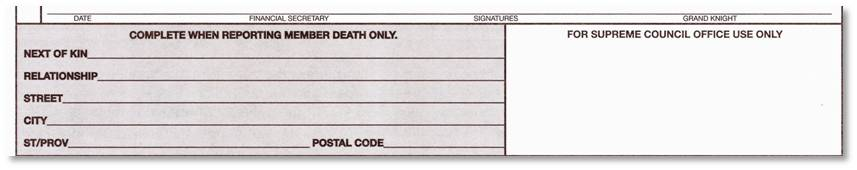 DATE FINANCIAL SECRETARY SIGNATURES GRAND KNIGHT
COMPLETE WHEN REPORTING MEMBER DEATH ONLY.
FOR SUPREME COUNCIL OFFICE USE ONLY
NEXT OF KIN
RELATIONSHIP
STREET
CITY
ST/PROV POSTAL CODE